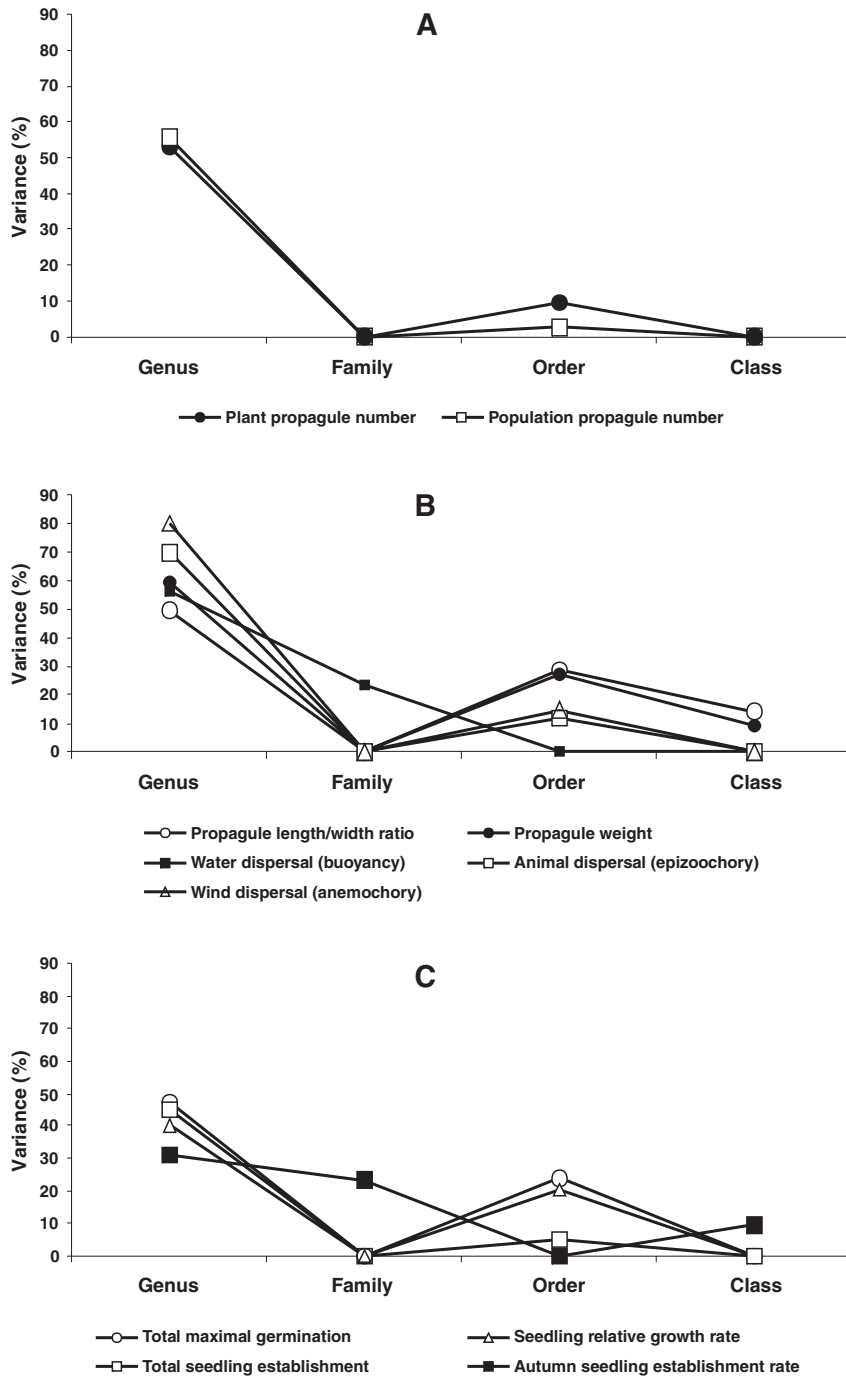 A
90
80
70
60
50
40
30
20
10
0
Variance (%)
Genus Family Order Class
Plant propagule number Population propagule number
B
90
80
70
60
50
40
30
20
10
0
Variance (%)
Genus Family Order Class
Propagule length/width ratio Propagule weight
Water dispersal (buoyancy) Animal dispersal (epizoochory)
Wind dispersal (anemochory)
C
90
80
70
60
50
40
30
20
10
0
Variance (%)
Genus Family Order Class
Total maximal germination Seedling relative growth rate
Total seedling establishment Autumn seedling establishment rate